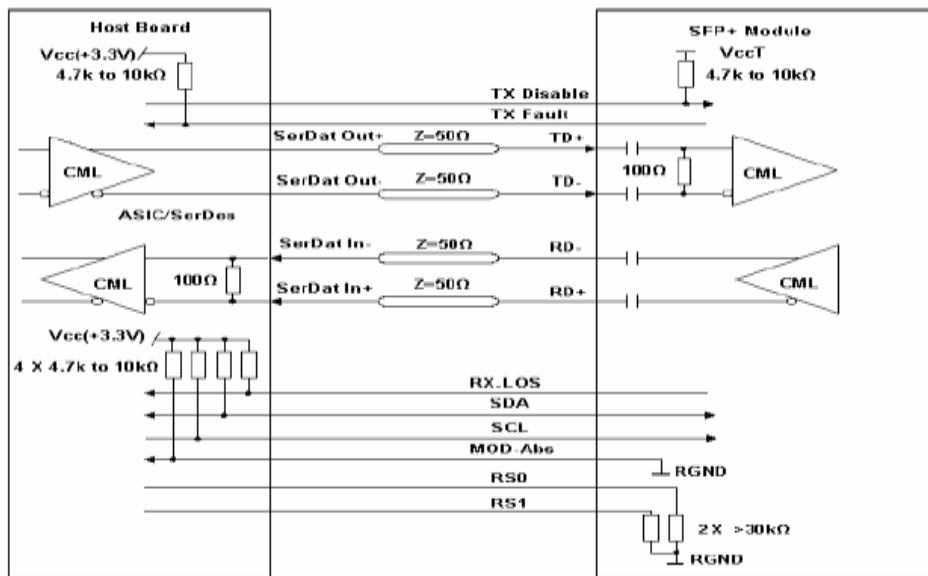 Host Board
SFP+ Module
Vcc(+3.3V)
4.7k to 10kΩ
VccT
4.7k to 10kΩ
TX Disable
TX Fault
SerDat Out+
Z=50Ω
TD+
CML
100Ω
CML
SerDat Out-
Z=50Ω
TD-
ASIC/SerDes
SerDat In-
Z=50Ω
RD-
CML
100Ω
SerDat In+
Z=50Ω
RD+
Vcc(+3.3V)
4 X 4.7k to 10kΩ
RX-LOS
SDA
SCL
MOD-Abs
RGND
RS0
RS1
2 X >30kΩ
RGND